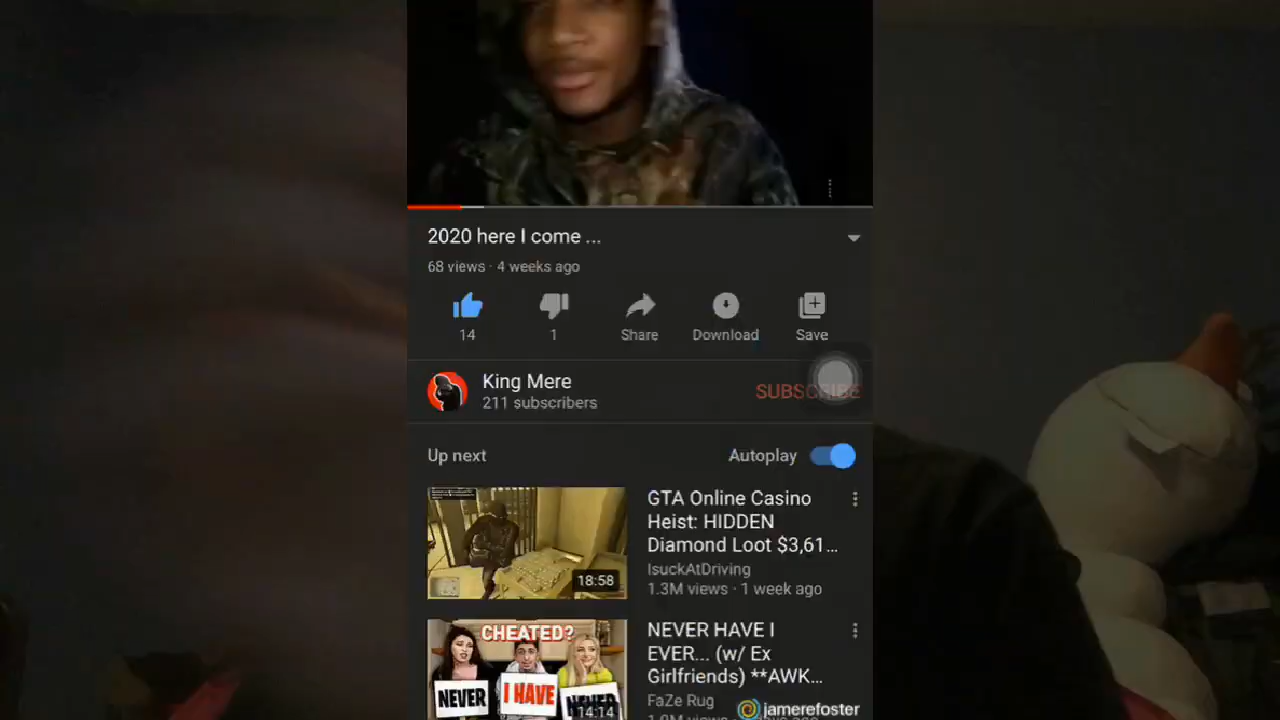 2020 here I come ...
68 views · 4 weeks ago
14
1
Share
Download
Save
King Mere
211 subscribers
SUBSCRIBE
Up next
Autoplay
GTA Online Casino
Heist: HIDDEN
Diamond Loot $3,61...
IsuckAtDriving
1.3M views · 1 week ago
18:58
CHEATED?
NEVER
I HAVE
NEVER
14:14
NEVER HAVE I
EVER... (w/ Ex
Girlfriends) **AWK...
FaZe Rug
jamerefoster